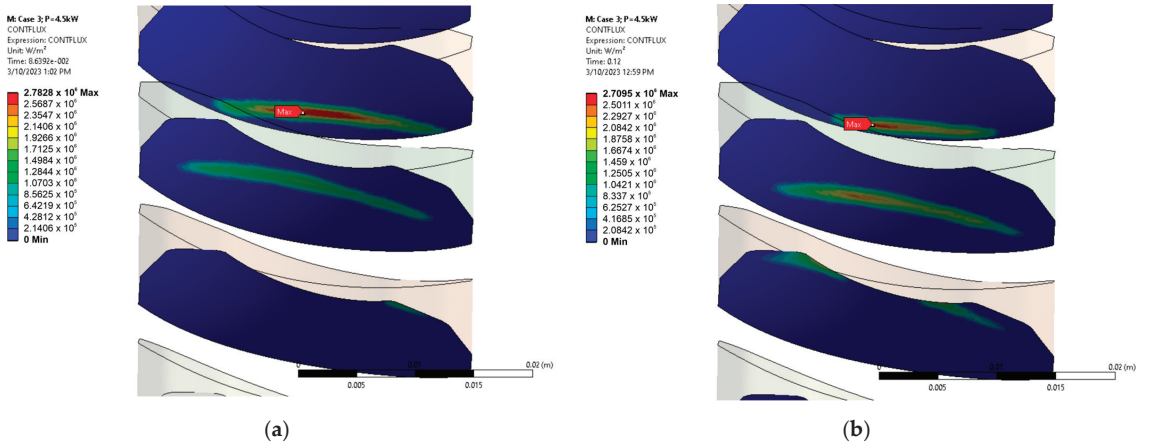 M: Case 3; P=4.5kW
CONTFLUX
Expression: CONTFLUX
Unit: W/m²
Time: 8.6392e-002
3/10/2023 1:02 PM
2.7828 x 10⁶ Max
2.5687 x 10⁶
2.3547 x 10⁶
2.1406 x 10⁶
1.9266 x 10⁶
1.7125 x 10⁶
1.4984 x 10⁶
1.2844 x 10⁶
1.0703 x 10⁶
8.5625 x 10⁵
6.4219 x 10⁵
4.2812 x 10⁵
2.1406 x 10⁵
0 Min
Max
0.01
0.02 (m)
0.005
0.015
(a)
M: Case 3; P=4.5kW
CONTFLUX
Expression: CONTFLUX
Unit: W/m²
Time: 0.12
3/10/2023 12:59 PM
2.7095 x 10⁶ Max
2.5011 x 10⁶
2.2927 x 10⁶
2.0842 x 10⁶
1.8758 x 10⁶
1.6674 x 10⁶
1.459 x 10⁶
1.2505 x 10⁶
1.0421 x 10⁶
8.337 x 10⁵
6.2527 x 10⁵
4.1685 x 10⁵
2.0842 x 10⁵
0 Min
Max
0.02 (m)
0.005
0.015
(b)